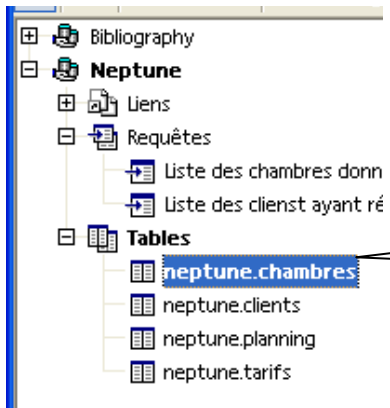 Bibliography
Neptune
Liens
Requêtes
Liste des chambres donn
Liste des clienst ayant ré
Tables
neptune.chambres
neptune.clients
neptune.planning
neptune.tarifs